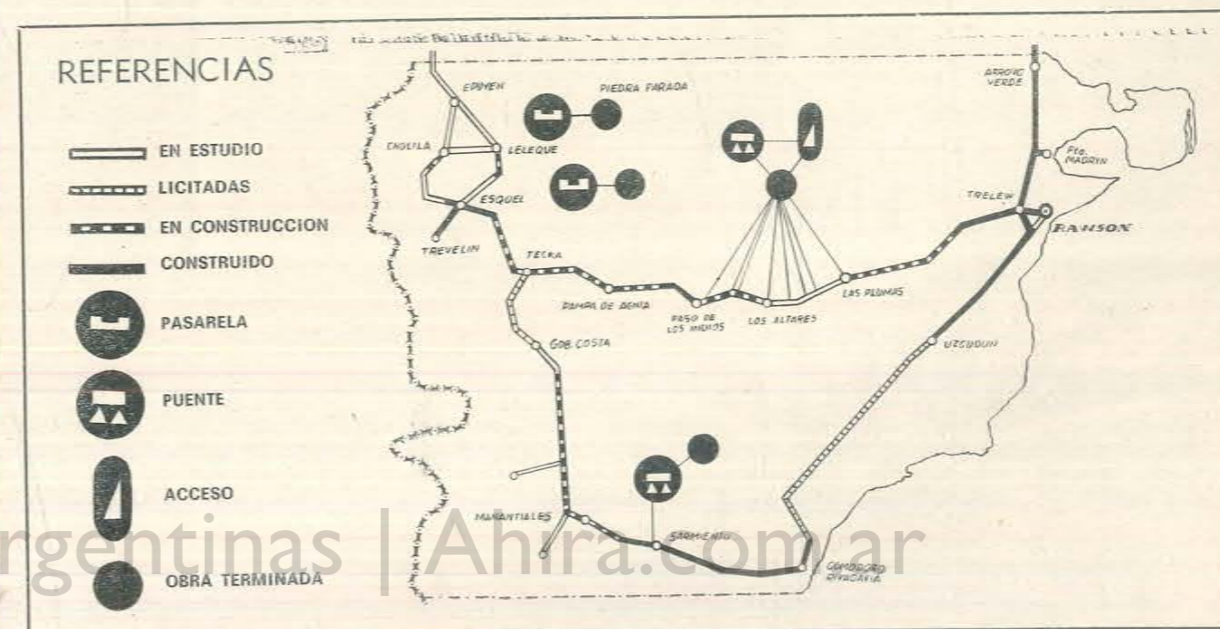 REFERENCIAS
EN ESTUDIO
LICITADAS
EN CONSTRUCCION
CONSTRUIDO
PASARELA
PUENTE
ACCESO
OBRA TERMINADA
EPUYEN
PIEDRA PARADA
CHOLILA
LELEQUE
ESQUEL
TREVELIN
TECKA
PAMPA DE AGNIA
PASO DE
LOS INDIOS
LOS ALTARES
LAS PLUMAS
GOB. COSTA
MANANTIALES
SARMIENTO
COMODORO
RIVADAVIA
UZCUDUN
ARROYO
VERDE
Pto.
MADRYN
TRELEW
RAWSON
rgentinas | Ahira.com.ar